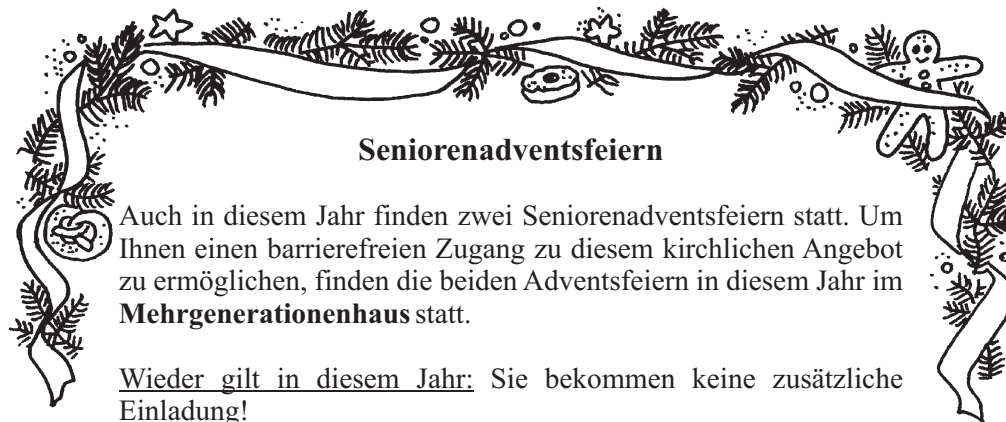 Seniorenadventsfeiern
Auch in diesem Jahr finden zwei Seniorenadventsfeiern statt. Um
Ihnen einen barrierefreien Zugang zu diesem kirchlichen Angebot
zu ermöglichen, finden die beiden Adventsfeiern in diesem Jahr im
Mehrgenerationenhaus statt.
Wieder gilt in diesem Jahr: Sie bekommen keine zusätzliche
Einladung!